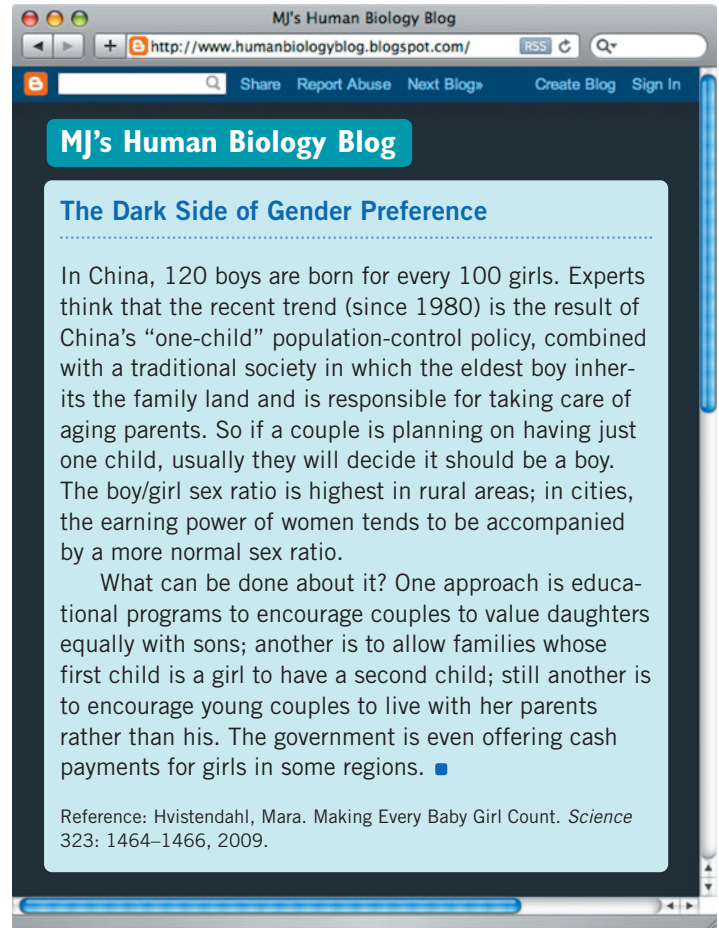 MJ's Human Biology Blog
http://www.humanbiologyblog.blogspot.com/ RSS
Share Report Abuse Next Blog» Create Blog Sign In
MJ's Human Biology Blog
The Dark Side of Gender Preference
In China, 120 boys are born for every 100 girls. Experts
think that the recent trend (since 1980) is the result of
China's “one-child” population-control policy, combined
with a traditional society in which the eldest boy inher-
its the family land and is responsible for taking care of
aging parents. So if a couple is planning on having just
one child, usually they will decide it should be a boy.
The boy/girl sex ratio is highest in rural areas; in cities,
the earning power of women tends to be accompanied
by a more normal sex ratio.
What can be done about it? One approach is educa-
tional programs to encourage couples to value daughters
equally with sons; another is to allow families whose
first child is a girl to have a second child; still another is
to encourage young couples to live with her parents
rather than his. The government is even offering cash
payments for girls in some regions.
Reference: Hvistendahl, Mara. Making Every Baby Girl Count. Science
323: 1464–1466, 2009.